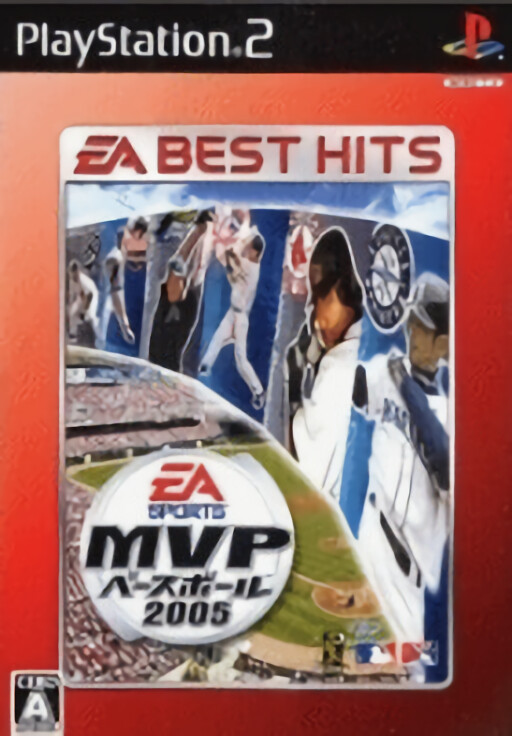 PlayStation.2
EA BEST HITS
EA
SPORTS
MVP
ベースボール
2005
A